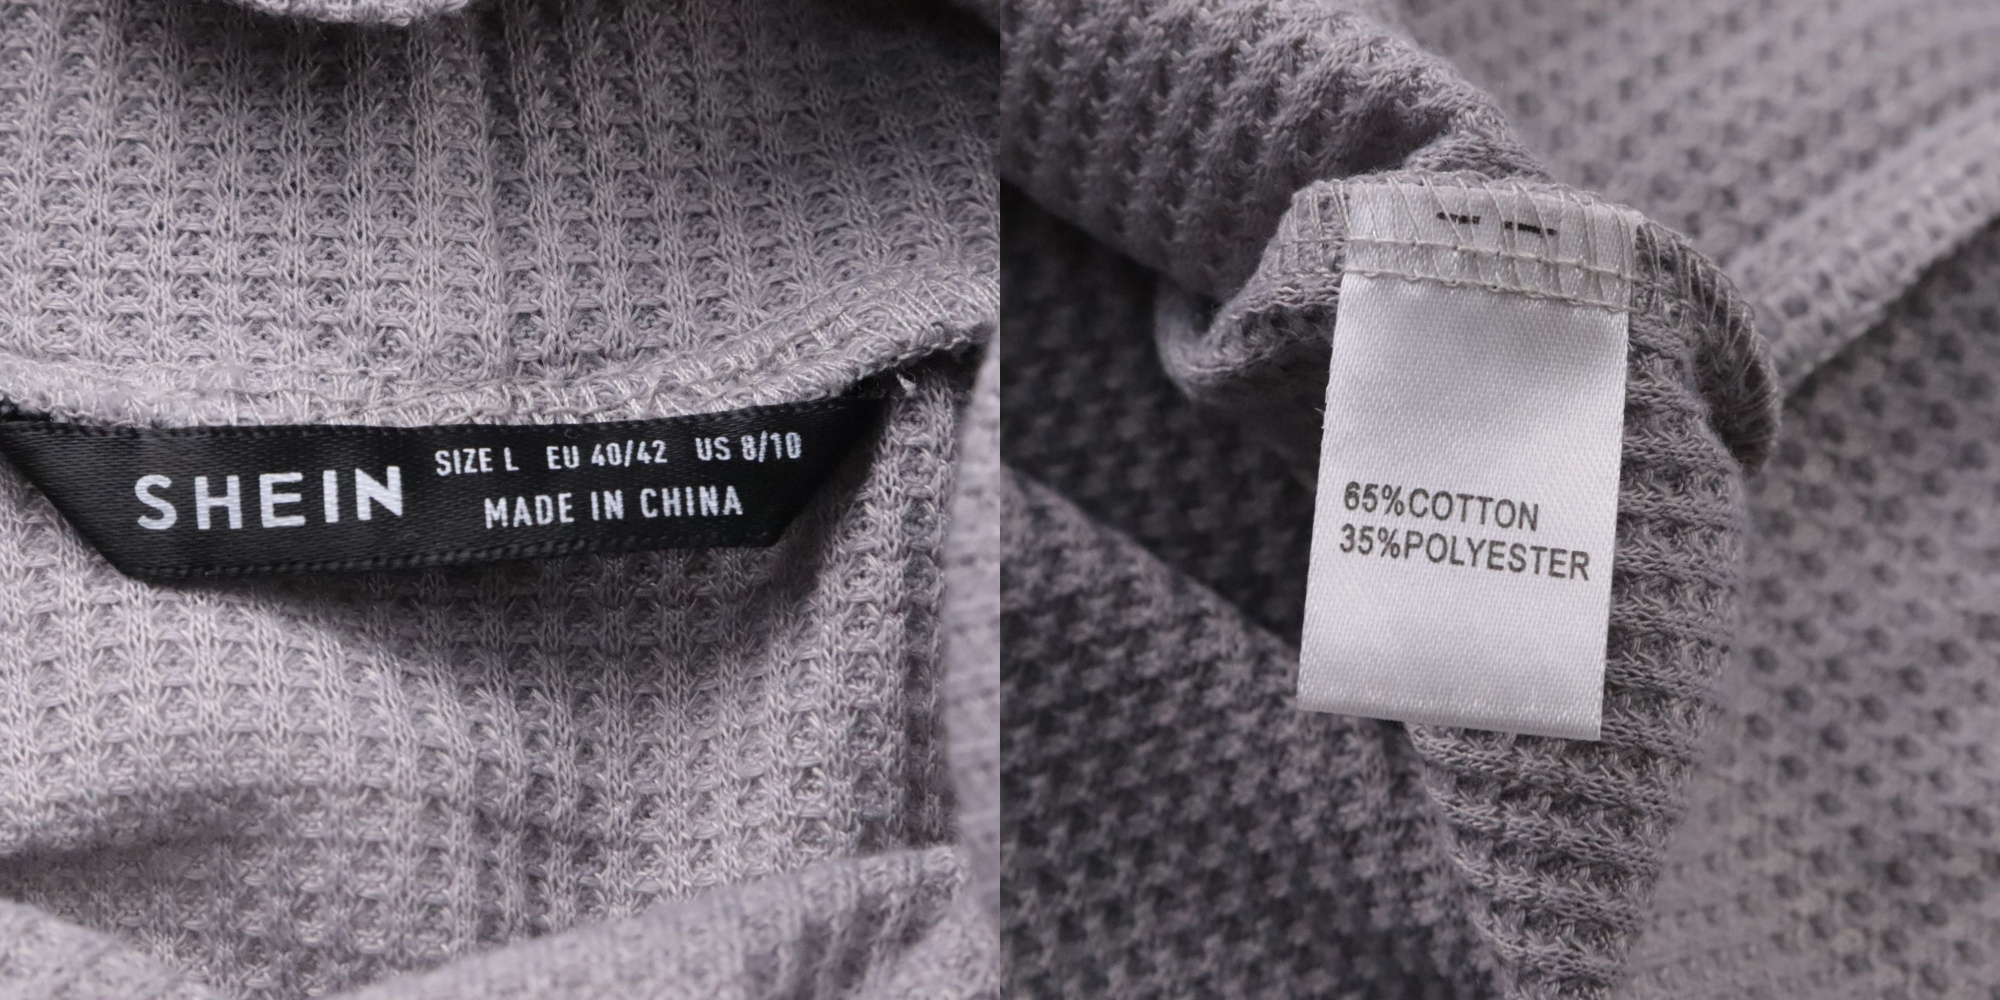 SHEIN
SIZE L EU 40/42 US 8/10
MADE IN CHINA
65%COTTON
35%POLYESTER